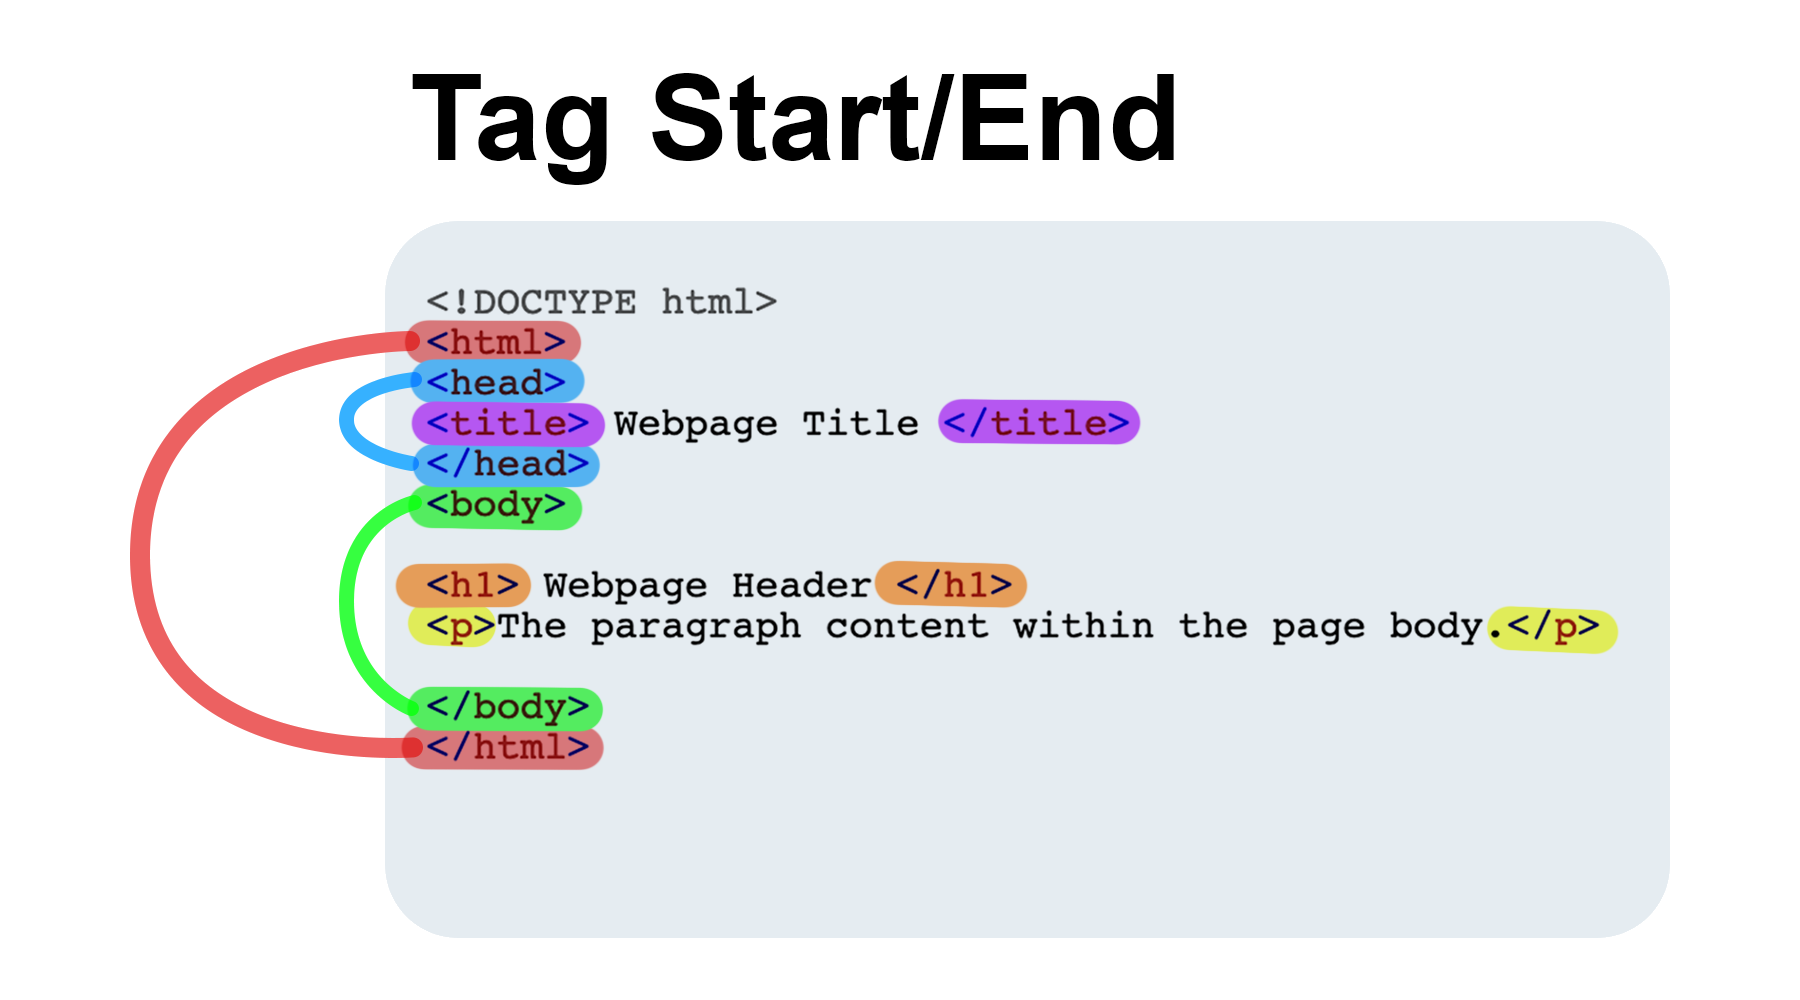 Tag Start/End
<!DOCTYPE html>
<html>
<head>
<title> Webpage Title </title>
</head>
<body>
<h1> Webpage Header </h1>
<p>The paragraph content within the page body.</p>
</body>
</html>